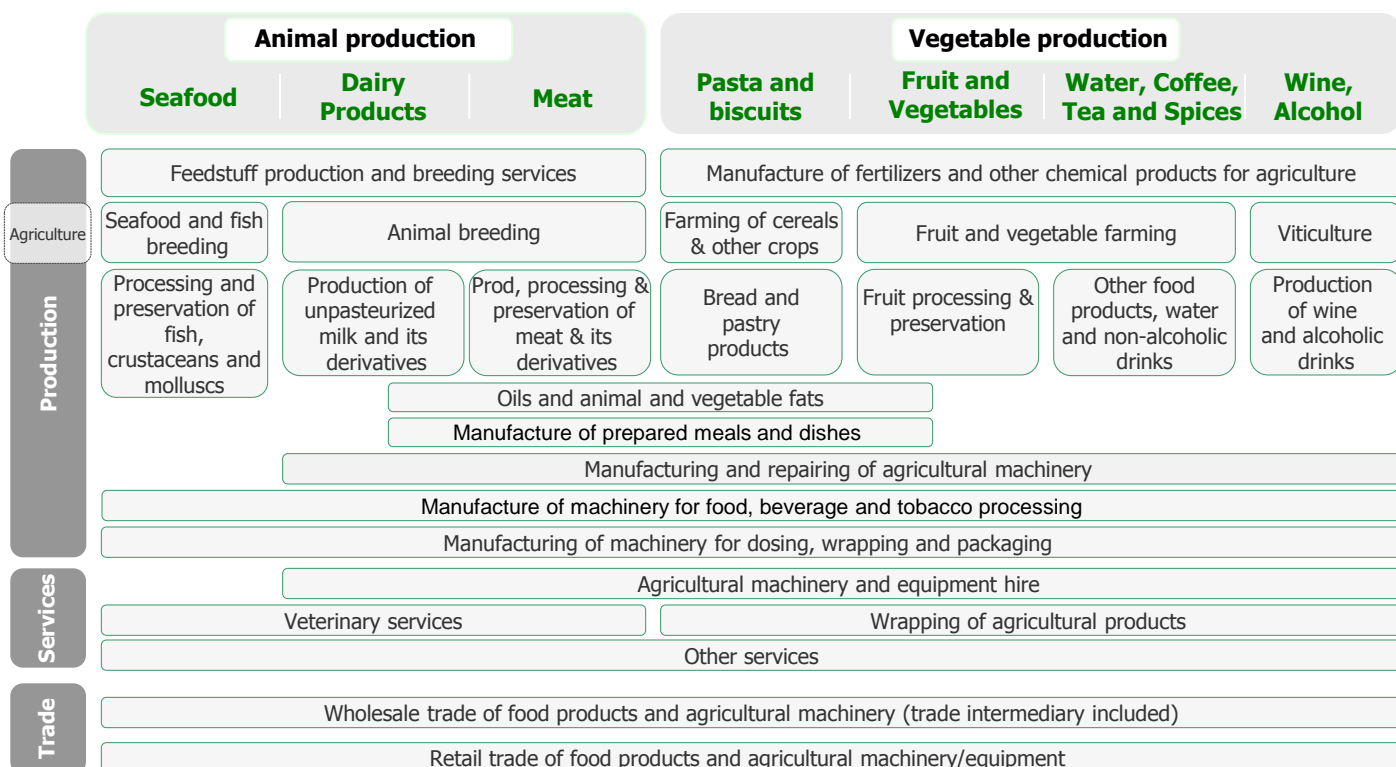 Animal production
Vegetable production
Seafood
Dairy
Products
Meat
Pasta and
biscuits
Fruit and
Vegetables
Water, Coffee,
Tea and Spices
Wine,
Alcohol
Production
Feedstuff production and breeding services
Manufacture of fertilizers and other chemical products for agriculture
Agriculture
Seafood and fish
breeding
Animal breeding
Farming of cereals
& other crops
Fruit and vegetable farming
Viticulture
Processing and
preservation of
fish,
crustaceans and
molluscs
Production of
unpasteurized
milk and its
derivatives
Prod, processing &
preservation of
meat & its
derivatives
Bread and
pastry
products
Fruit processing &
preservation
Other food
products, water
and non-alcoholic
drinks
Production
of wine
and alcoholic
drinks
Oils and animal and vegetable fats
Manufacture of prepared meals and dishes
Manufacturing and repairing of agricultural machinery
Manufacture of machinery for food, beverage and tobacco processing
Manufacturing of machinery for dosing, wrapping and packaging
Services
Agricultural machinery and equipment hire
Veterinary services
Wrapping of agricultural products
Other services
Trade
Wholesale trade of food products and agricultural machinery (trade intermediary included)
Retail trade of food products and agricultural machinery/equipment